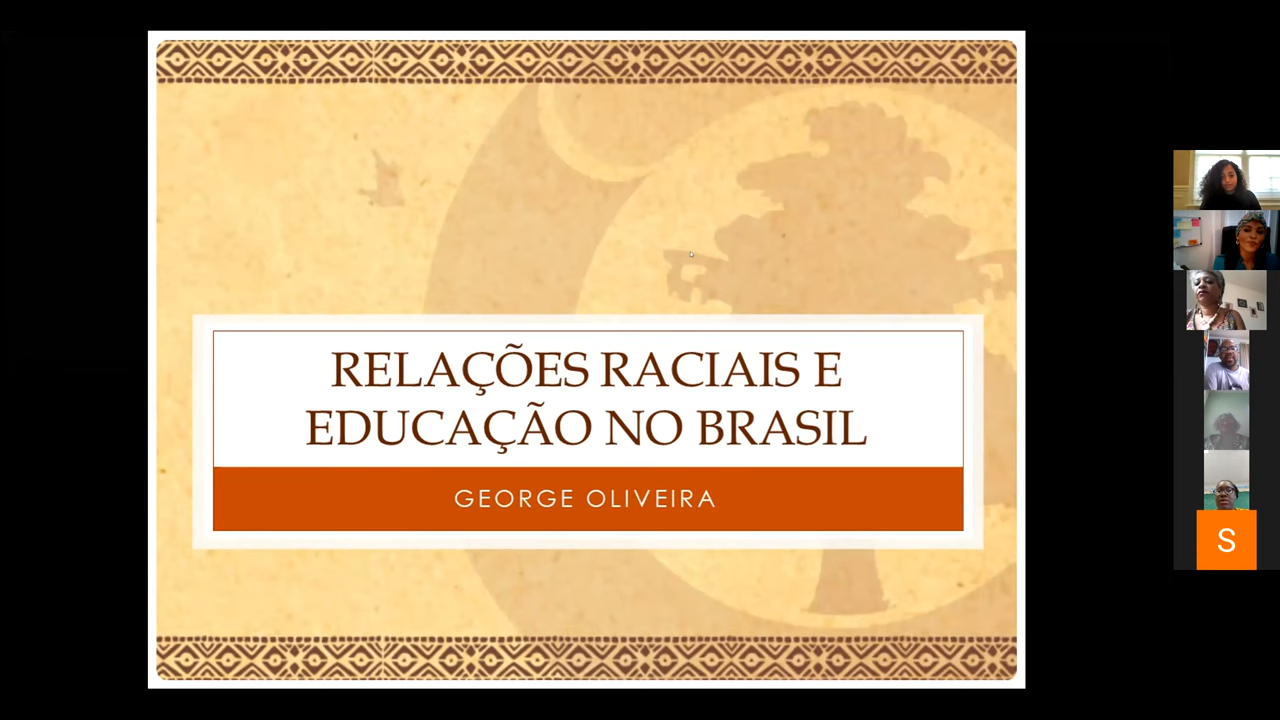 RELAÇÕES RACIAIS E
EDUCAÇÃO NO BRASIL
GEORGE OLIVEIRA
S